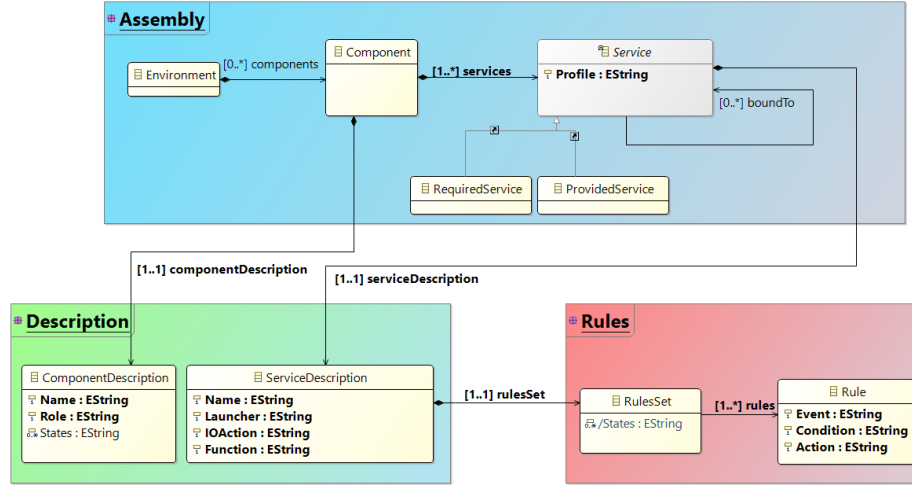 Assembly
Environment
[0..*] components
Component
[1..*] services
Service
Profile : EString
[0..*] boundTo
RequiredService
ProvidedService
[1..1] componentDescription
[1..1] serviceDescription
Description
ComponentDescription
Name : EString
Role : EString
States : EString
ServiceDescription
Name : EString
Launcher : EString
IOAction : EString
Function : EString
[1..1] rulesSet
Rules
RulesSet
/States : EString
[1..*] rules
Rule
Event : EString
Condition : EString
Action : EString